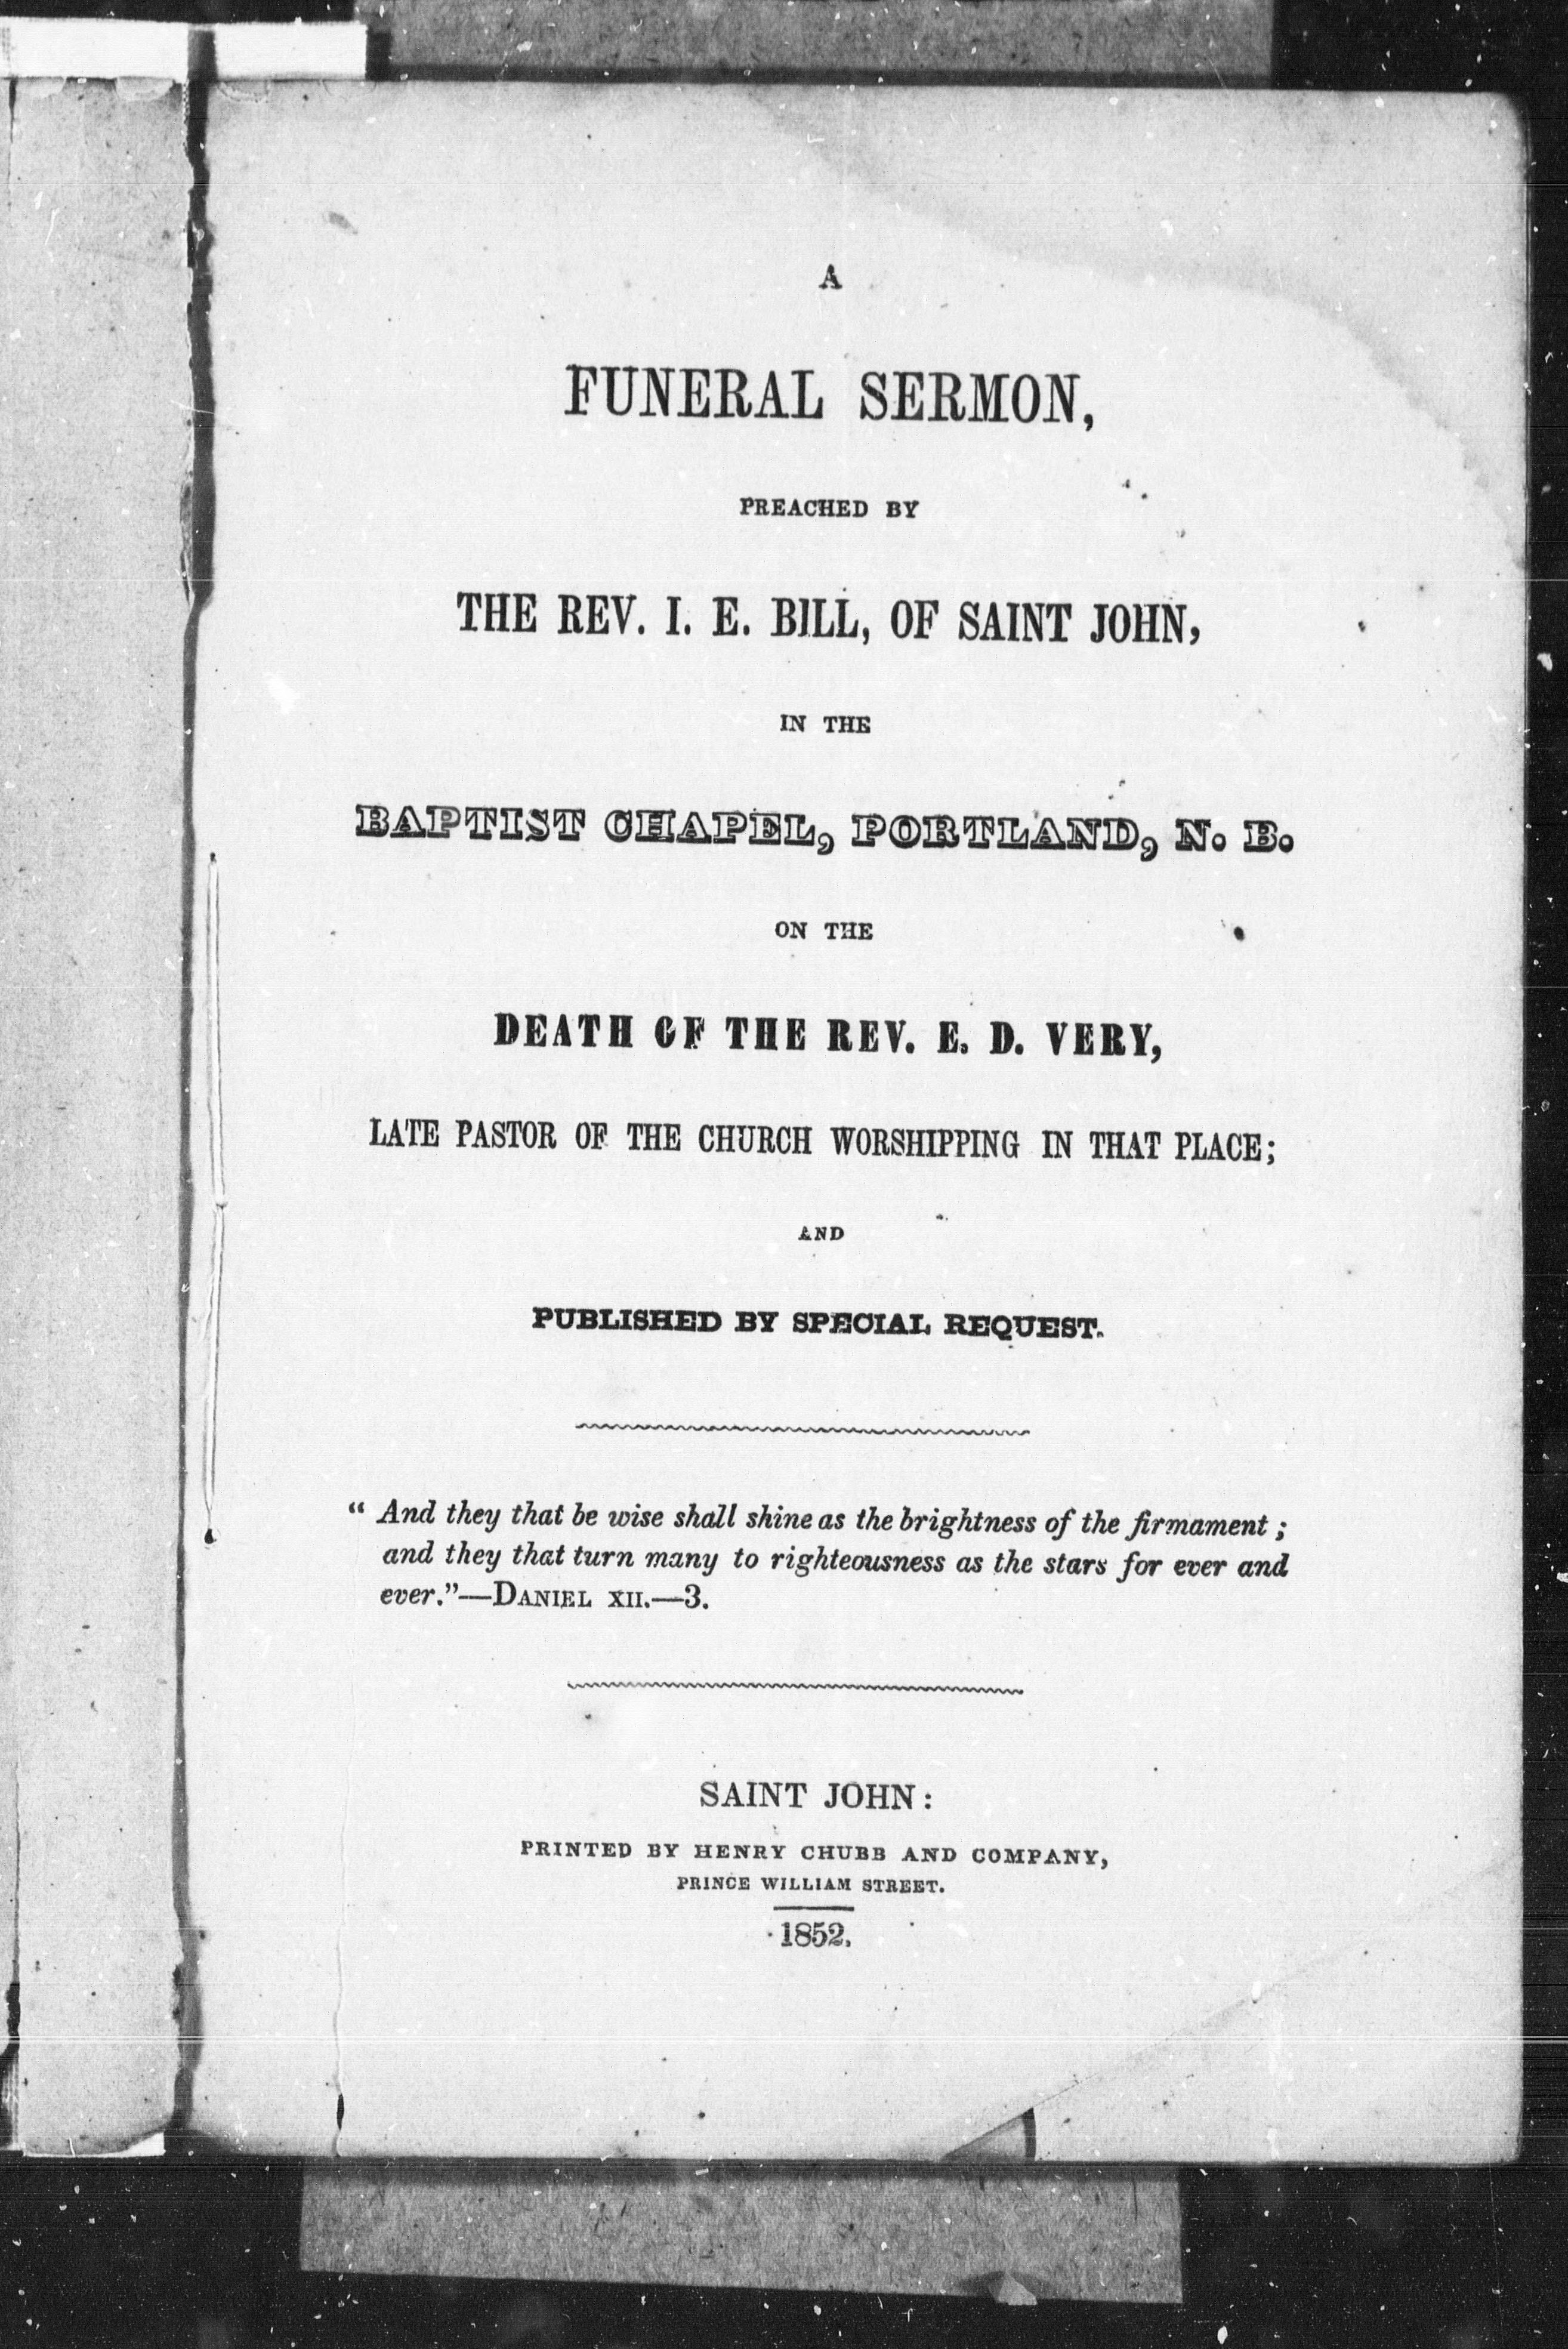 A
FUNERAL SERMON,
PREACHED BY
THE REV. I. E. BILL, OF SAINT JOHN,
IN THE
BAPTIST CHAPEL, PORTLAND, N. B.
ON THE
DEATH OF THE REV. E. D. VERY,
LATE PASTOR OF THE CHURCH WORSHIPPING IN THAT PLACE;
AND
PUBLISHED BY SPECIAL REQUEST.
“ And they that be wise shall shine as the brightness of the firmament ;
and they that turn many to righteousness as the stars for ever and
ever.”—DANIEL XII.—3.
SAINT JOHN:
PRINTED BY HENRY CHUBB AND COMPANY,
PRINCE WILLIAM STREET.
1852.